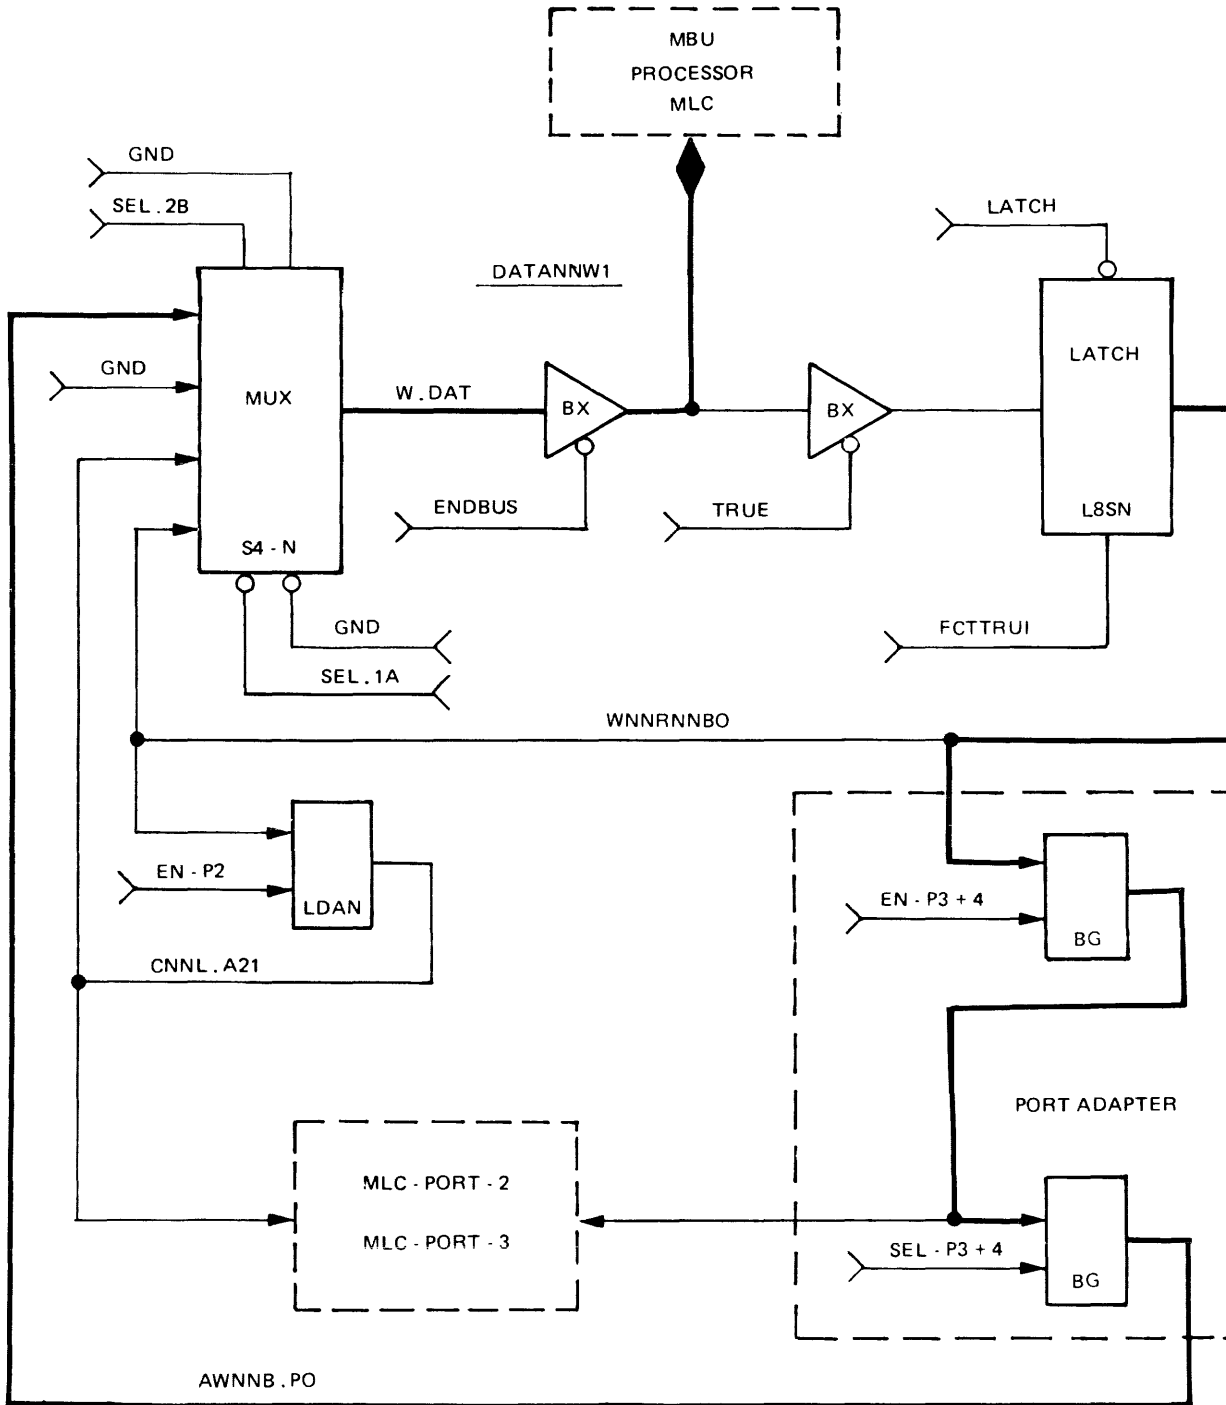 MBU
PROCESSOR
MLC
GND
SEL.2B
LATCH
DATANNW1
GND
MUX
W.DAT
BX
BX
LATCH
ENDBUS
TRUE
L8SN
S4-N
GND
FCTTRUI
SEL.1A
WNNRNNBO
EN-P2
LDAN
EN-P3+4
BG
CNNL.A21
PORT ADAPTER
MLC-PORT-2
MLC-PORT-3
SEL-P3+4
BG
AWNNB.PO